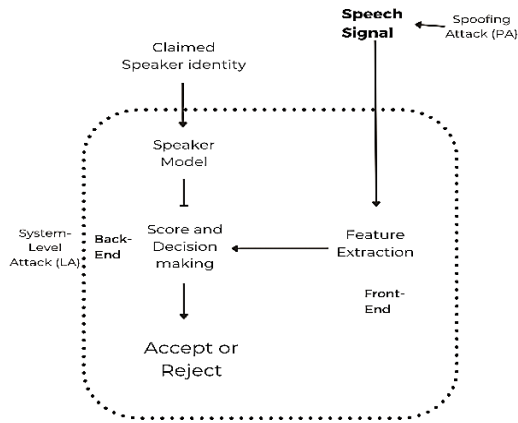 Speech
Signal
Spoofing
Attack (PA)
Claimed
Speaker identity
Speaker
Model
System-
Level
Attack (LA)
Back-
End
Score and
Decision
making
Feature
Extraction
Front-
End
Accept or
Reject